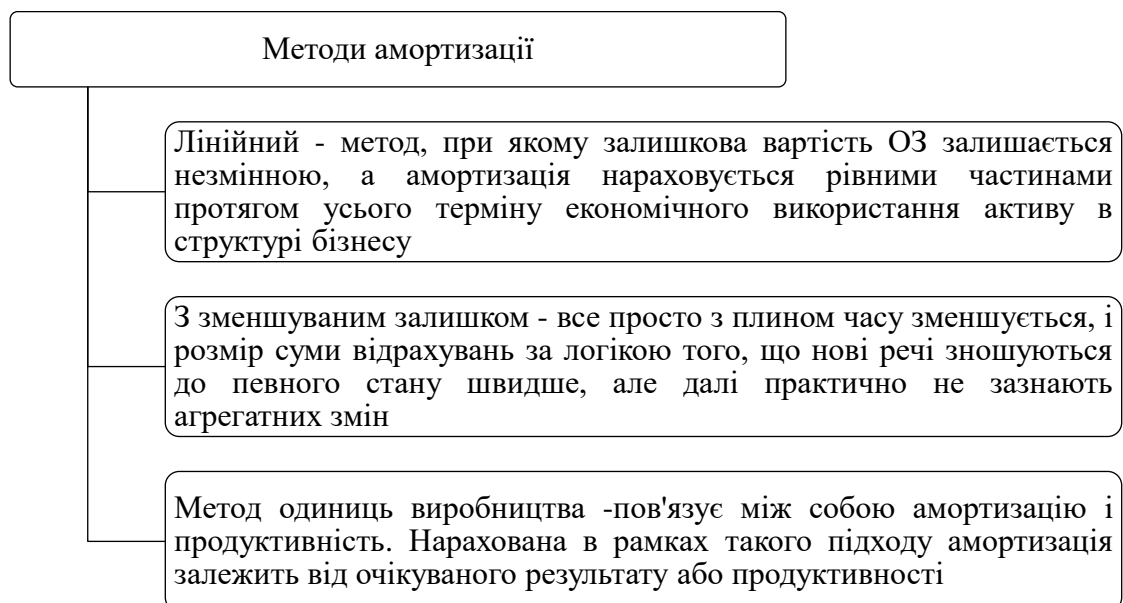 Методи амортизації
Лінійний - метод, при якому залишкова вартість ОЗ залишається
незмінною, а амортизація нараховується рівними частинами
протягом усього терміну економічного використання активу в
структурі бізнесу
З зменшуваним залишком - все просто з плином часу зменшується, і
розмір суми відрахувань за логікою того, що нові речі зношуються
до певного стану швидше, але далі практично не зазнають
агрегатних змін
Метод одиниць виробництва -пов'язує між собою амортизацію і
продуктивність. Нарахована в рамках такого підходу амортизація
залежить від очікуваного результату або продуктивності